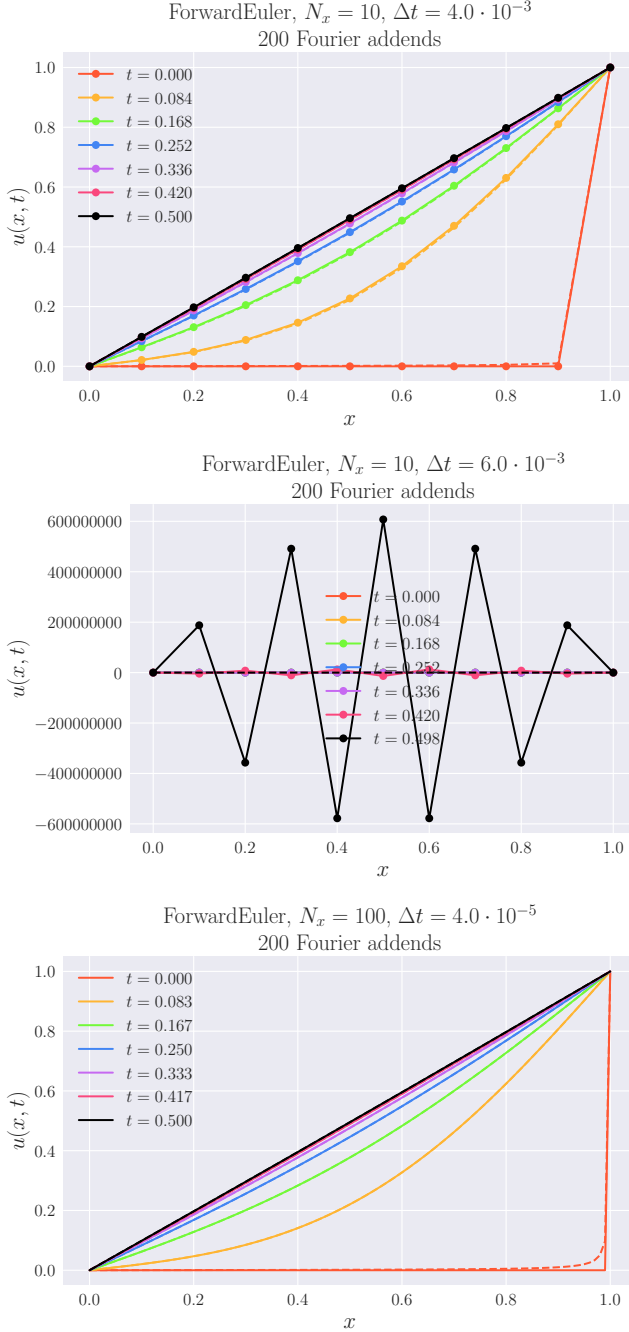 ForwardEuler, $N_x = 10, \Delta t = 4.0 \cdot 10^{-3}$
200 Fourier addends
1.0
0.8
0.6
0.4
0.2
0.0
u(x, t)
t = 0.000
t = 0.084
t = 0.168
t = 0.252
t = 0.336
t = 0.420
t = 0.500
0.0 0.2 0.4 0.6 0.8 1.0
x
ForwardEuler, $N_x = 10, \Delta t = 6.0 \cdot 10^{-3}$
200 Fourier addends
600000000
400000000
200000000
0
−200000000
−400000000
−600000000
u(x, t)
t = 0.000
t = 0.084
t = 0.168
t = 0.252
t = 0.336
t = 0.420
t = 0.498
0.0 0.2 0.4 0.6 0.8 1.0
x
ForwardEuler, $N_x = 100, \Delta t = 4.0 \cdot 10^{-5}$
200 Fourier addends
1.0
0.8
0.6
0.4
0.2
0.0
u(x, t)
t = 0.000
t = 0.083
t = 0.167
t = 0.250
t = 0.333
t = 0.417
t = 0.500
0.0 0.2 0.4 0.6 0.8 1.0
x